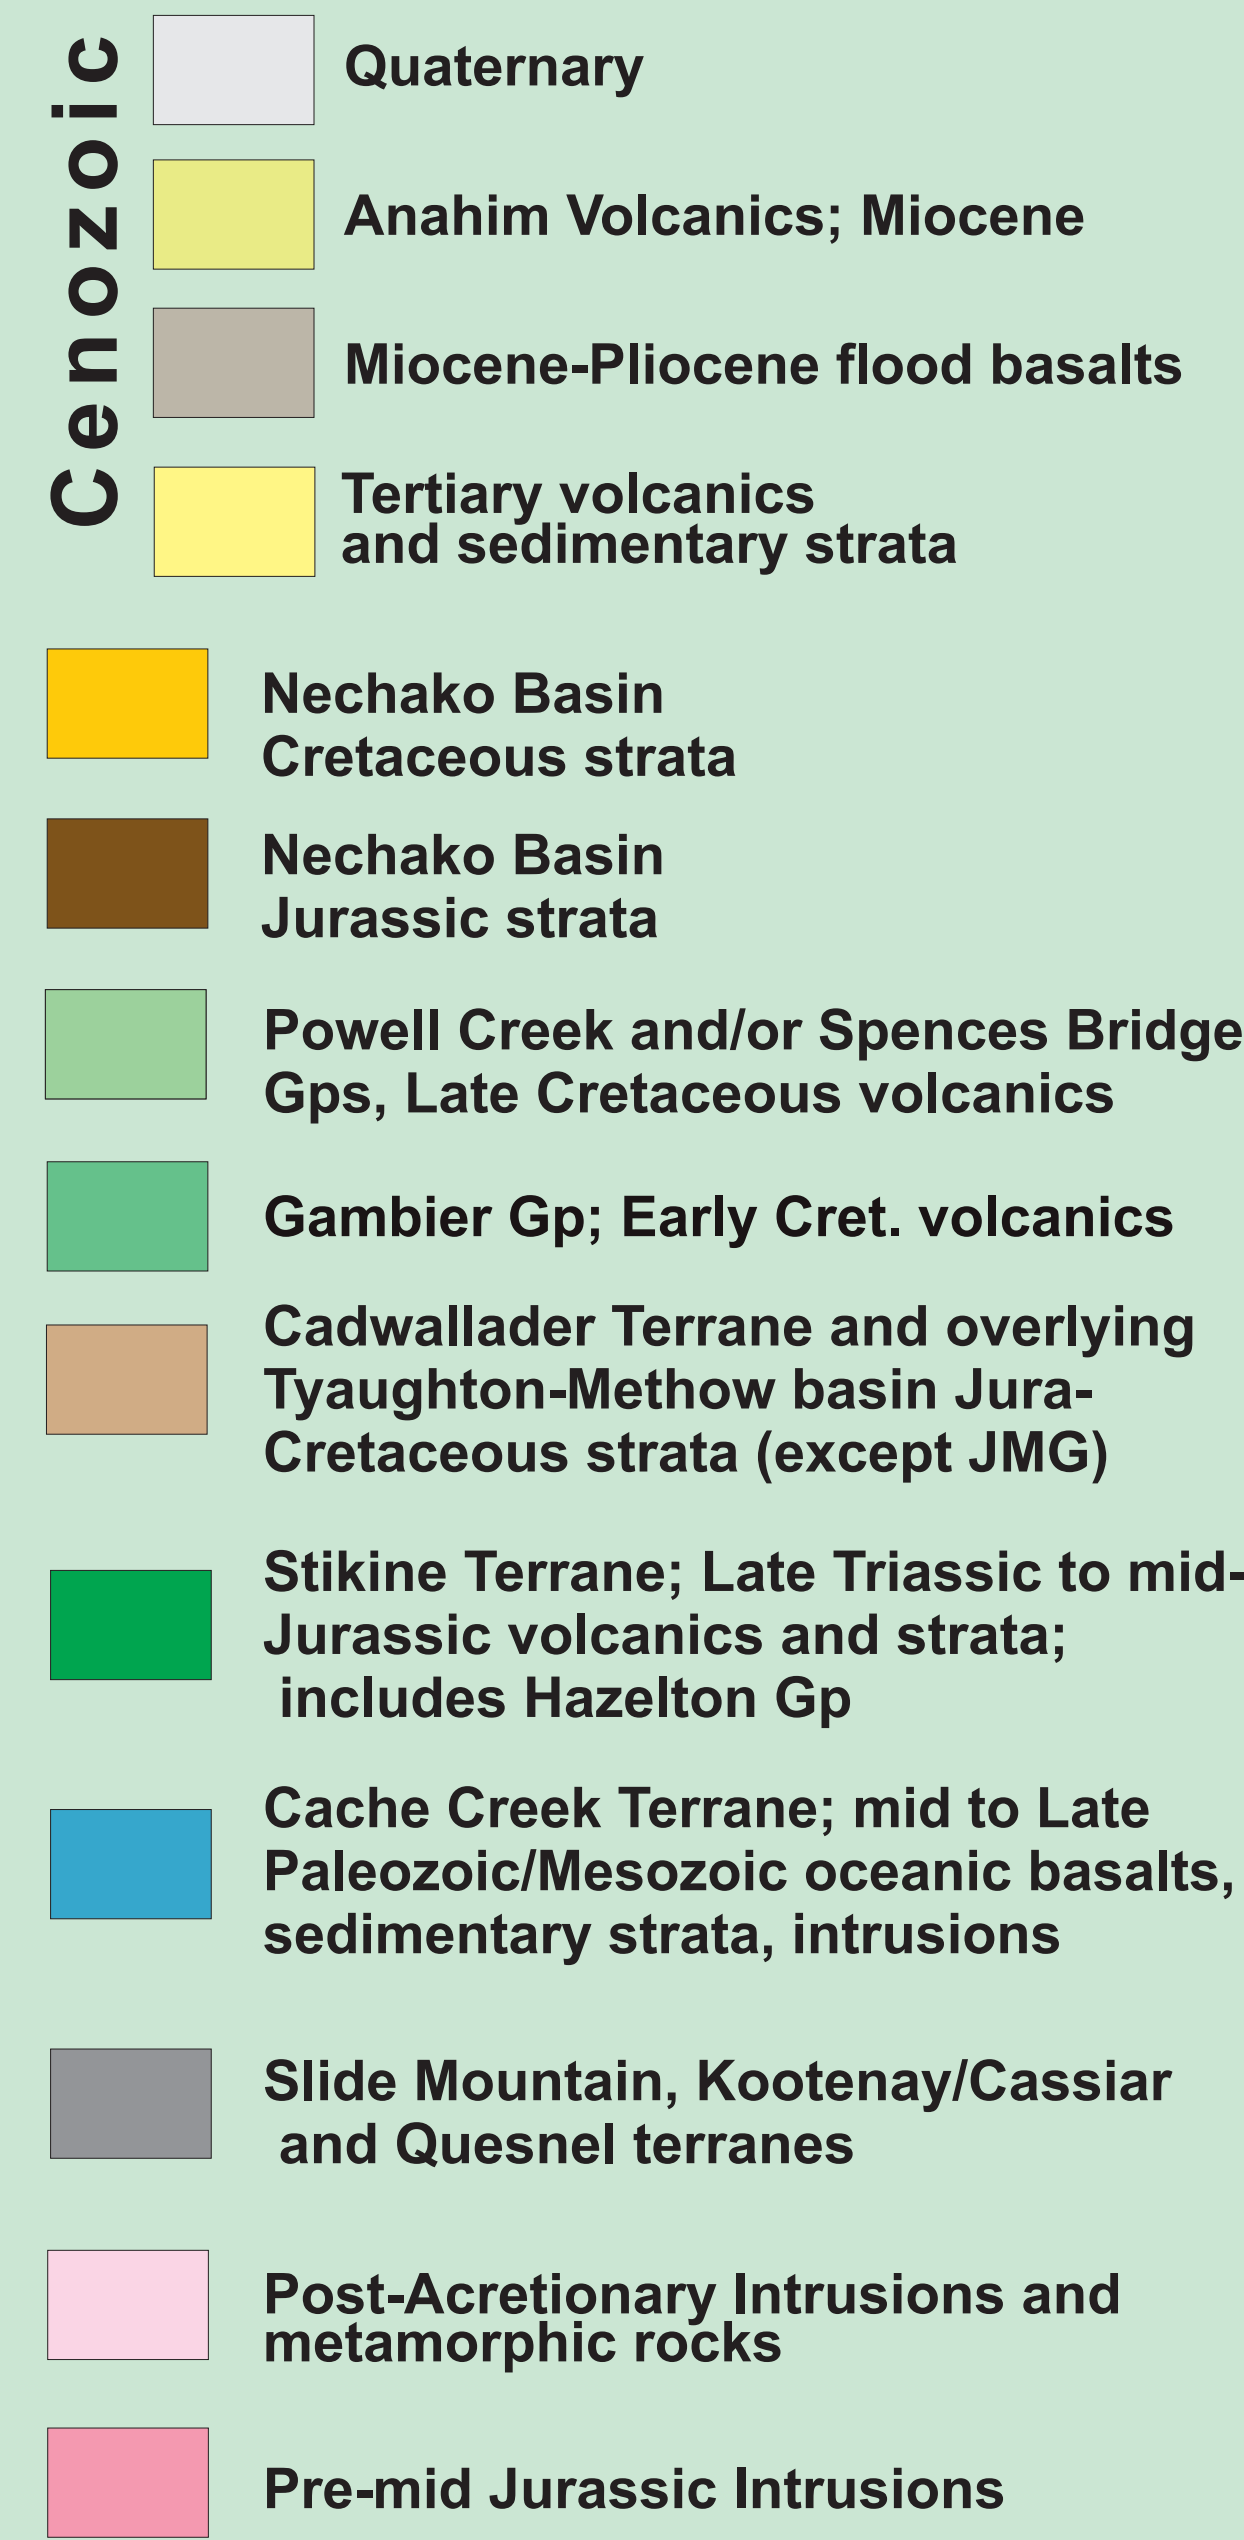 Cenozoic
Quaternary
Anahim Volcanics; Miocene
Miocene-Pliocene flood basalts
Tertiary volcanics
and sedimentary strata
Nechako Basin
Cretaceous strata
Nechako Basin
Jurassic strata
Powell Creek and/or Spences Bridge
Gps, Late Cretaceous volcanics
Gambier Gp; Early Cret. volcanics
Cadwallader Terrane and overlying
Tyaughton-Methow basin Jura-
Cretaceous strata (except JMG)
Stikine Terrane; Late Triassic to mid-
Jurassic volcanics and strata;
includes Hazelton Gp
Cache Creek Terrane; mid to Late
Paleozoic/Mesozoic oceanic basalts,
sedimentary strata, intrusions
Slide Mountain, Kootenay/Cassiar
and Quesnel terranes
Post-Acretionary Intrusions and
metamorphic rocks
Pre-mid Jurassic Intrusions